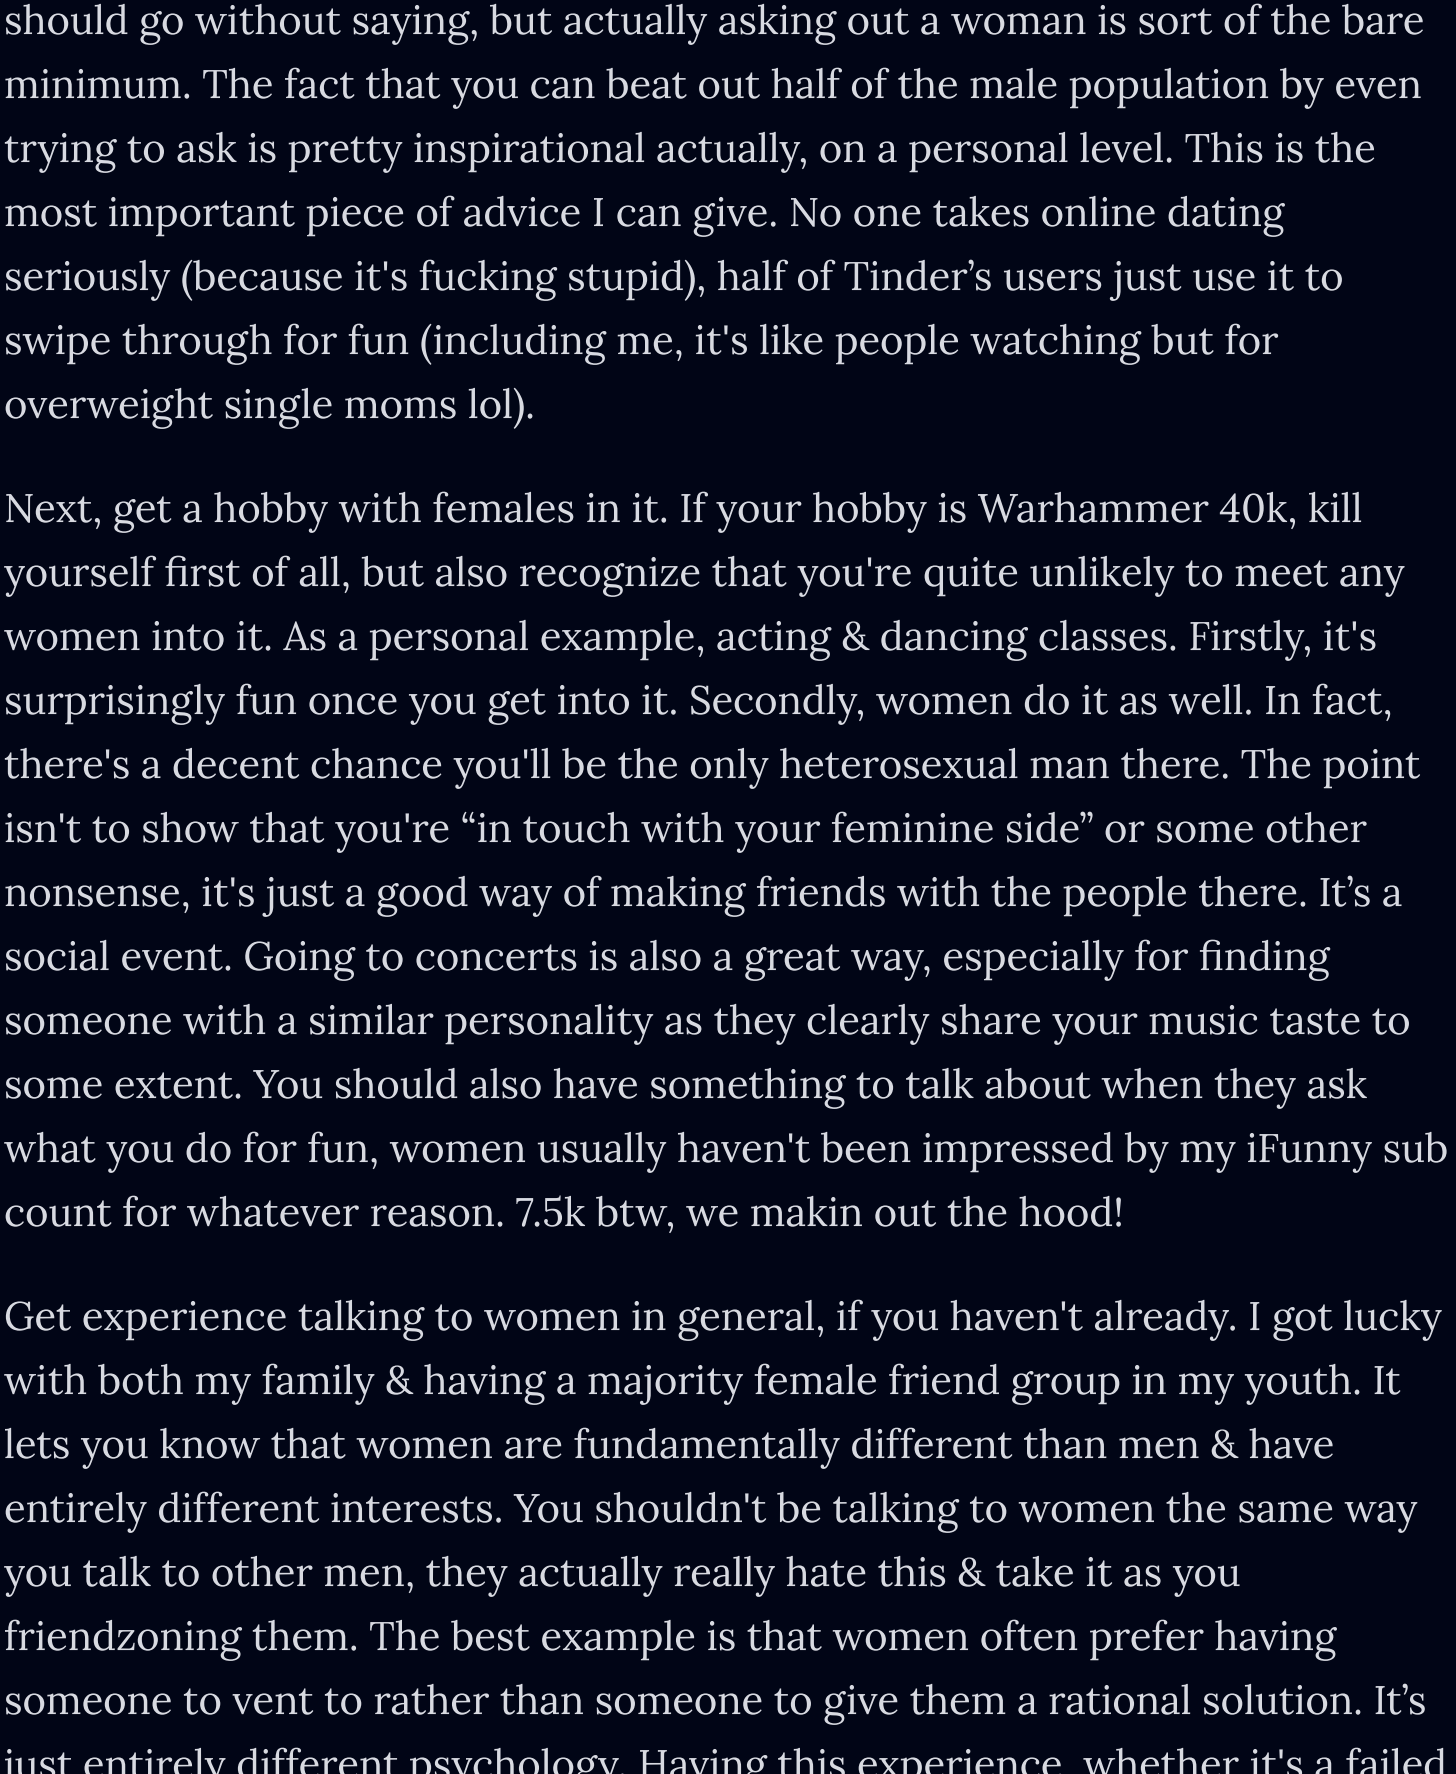 should go without saying, but actually asking out a woman is sort of the bare
minimum. The fact that you can beat out half of the male population by even
trying to ask is pretty inspirational actually, on a personal level. This is the
most important piece of advice I can give. No one takes online dating
seriously (because it's fucking stupid), half of Tinder’s users just use it to
swipe through for fun (including me, it's like people watching but for
overweight single moms lol).
Next, get a hobby with females in it. If your hobby is Warhammer 40k, kill
yourself first of all, but also recognize that you're quite unlikely to meet any
women into it. As a personal example, acting & dancing classes. Firstly, it's
surprisingly fun once you get into it. Secondly, women do it as well. In fact,
there's a decent chance you'll be the only heterosexual man there. The point
isn't to show that you're “in touch with your feminine side” or some other
nonsense, it's just a good way of making friends with the people there. It’s a
social event. Going to concerts is also a great way, especially for finding
someone with a similar personality as they clearly share your music taste to
some extent. You should also have something to talk about when they ask
what you do for fun, women usually haven't been impressed by my iFunny sub
count for whatever reason. 7.5k btw, we makin out the hood!
Get experience talking to women in general, if you haven't already. I got lucky
with both my family & having a majority female friend group in my youth. It
lets you know that women are fundamentally different than men & have
entirely different interests. You shouldn't be talking to women the same way
you talk to other men, they actually really hate this & take it as you
friendzoning them. The best example is that women often prefer having
someone to vent to rather than someone to give them a rational solution. It’s
just entirely different psychology. Having this experience, whether it's a failed